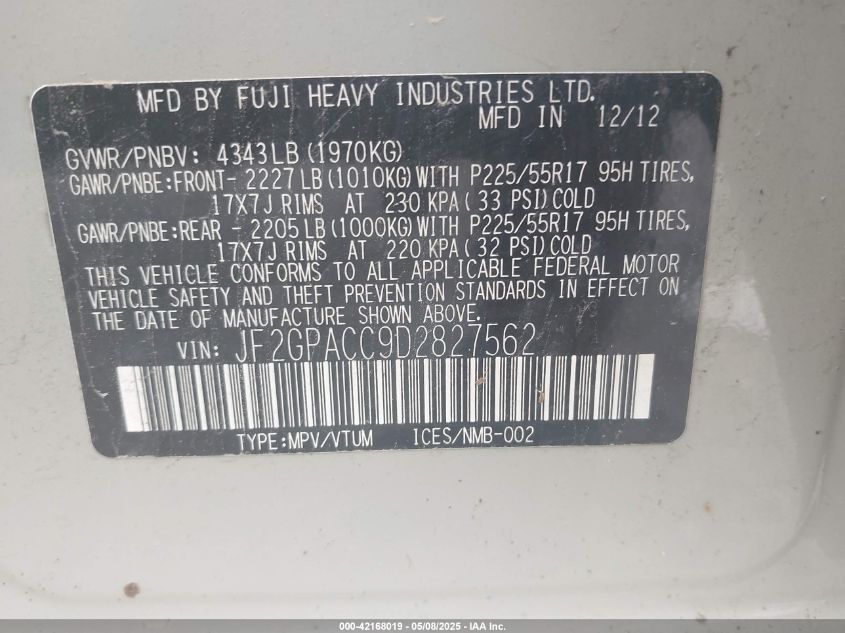 MFD BY FUJI HEAVY INDUSTRIES LTD.
MFD IN 12/12
GVWR/PNBV: 4343LB (1970KG)
GAWR/PNBE:FRONT- 2227LB (1010KG) WITH P225/55R17 95H TIRES,
17X7J RIMS AT 230 KPA ( 33 PSI) COLD
GAWR/PNBE:REAR - 2205LB (1000KG) WITH P225/55R17 95H TIRES,
17X7J RIMS AT 220 KPA ( 32 PSI) COLD
THIS VEHICLE CONFORMS TO ALL APPLICABLE FEDERAL MOTOR
VEHICLE SAFETY AND THEFT PREVENTION STANDARDS IN EFFECT ON
THE DATE OF MANUFACTURE SHOWN ABOVE.
VIN: JF2GPACC9D2827562
TYPE:MPV/VTUM ICES/NMB-002
000-42168019 - 05/08/2025 - IAA Inc.